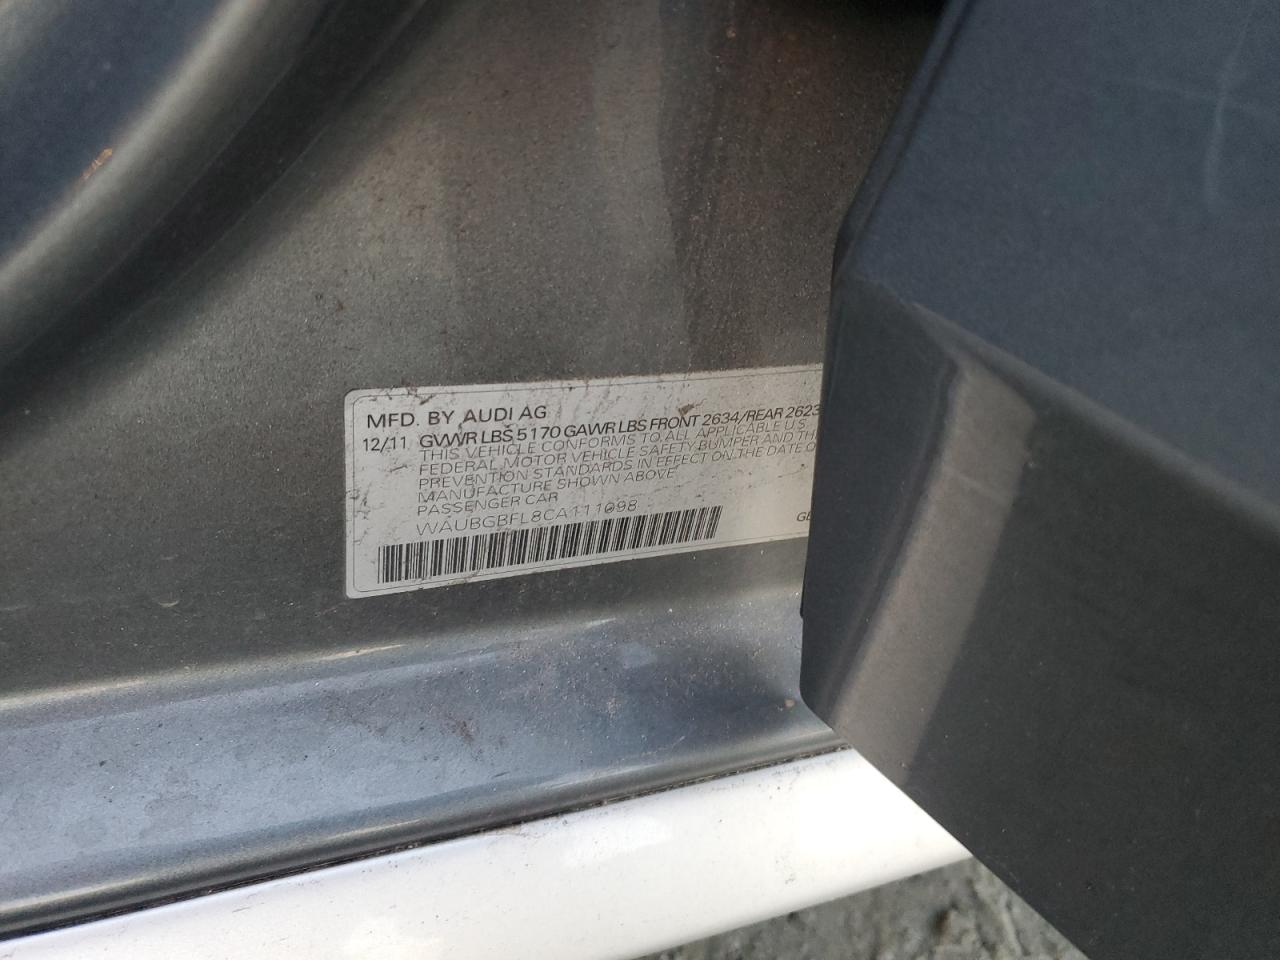 MFD. BY AUDI AG
12/11 GVWR LBS 5170 GAWR LBS FRONT 2634/REAR 2623
THIS VEHICLE CONFORMS TO ALL APPLICABLE U.S
FEDERAL MOTOR VEHICLE SAFETY, BUMPER AND TH
PREVENTION STANDARDS IN EFFECT ON THE DATE O
MANUFACTURE SHOWN ABOVE
PASSENGER CAR
WAUBGBFL8CA111098